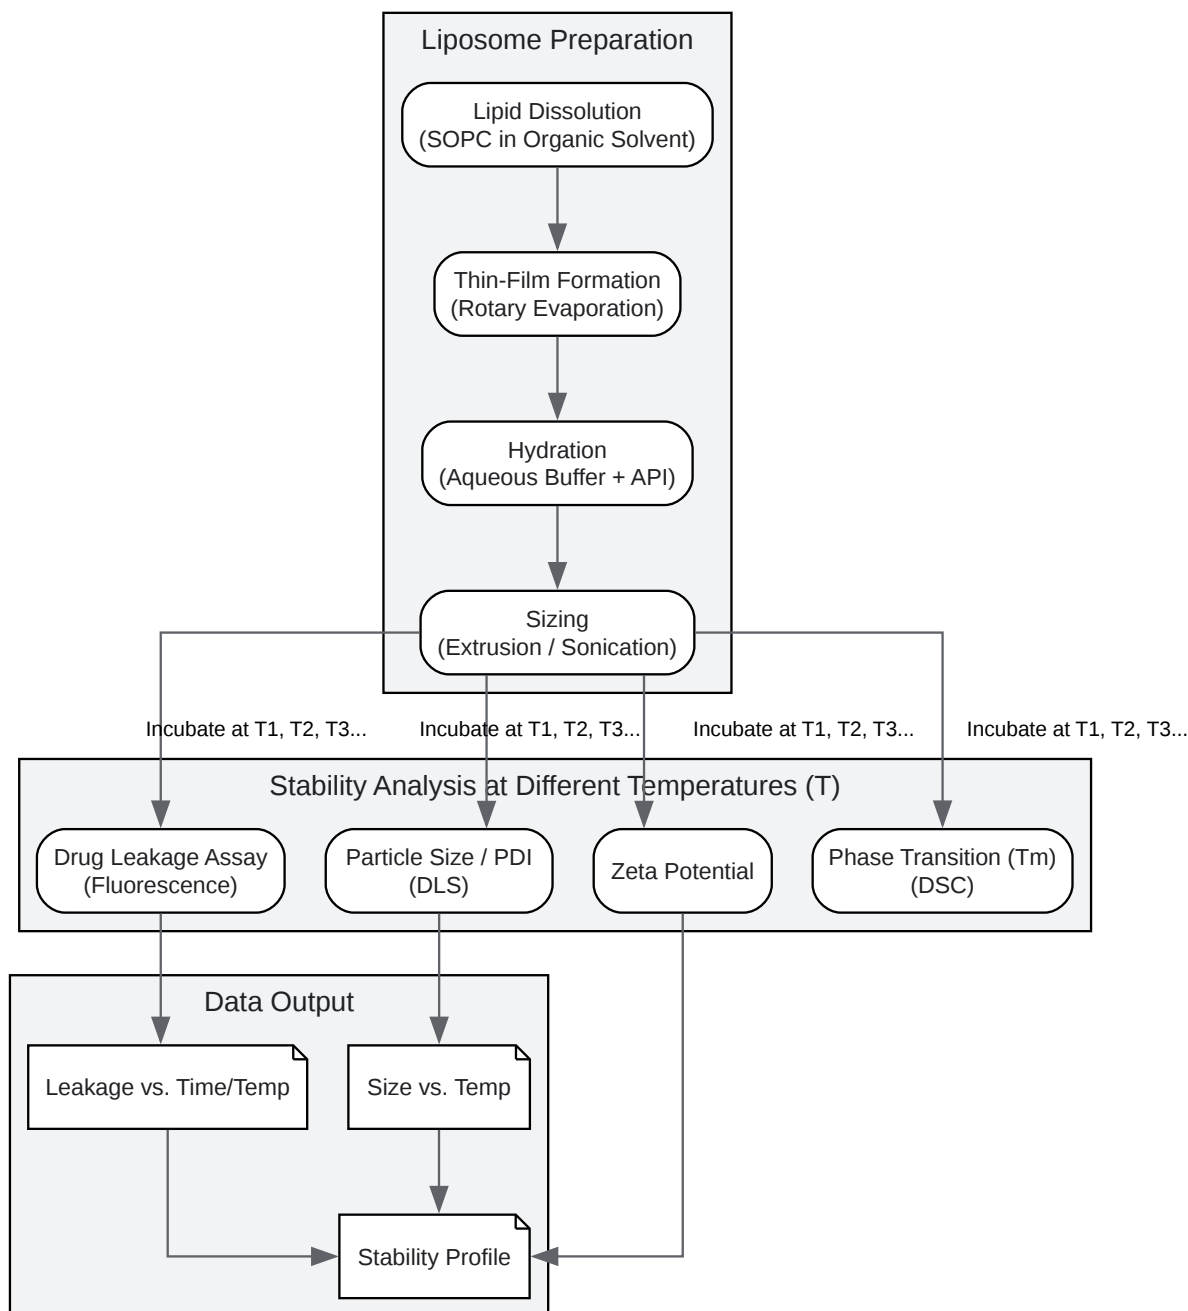 Liposome Preparation
Lipid Dissolution
(SOPC in Organic Solvent)
Thin-Film Formation
(Rotary Evaporation)
Hydration
(Aqueous Buffer + API)
Sizing
(Extrusion / Sonication)
Incubate at T1, T2, T3...
Incubate at T1, T2, T3...
Incubate at T1, T2, T3...
Incubate at T1, T2, T3...
Stability Analysis at Different Temperatures (T)
Drug Leakage Assay
(Fluorescence)
Particle Size / PDI
(DLS)
Zeta Potential
Phase Transition (Tm)
(DSC)
Data Output
Leakage vs. Time/Temp
Size vs. Temp
Stability Profile